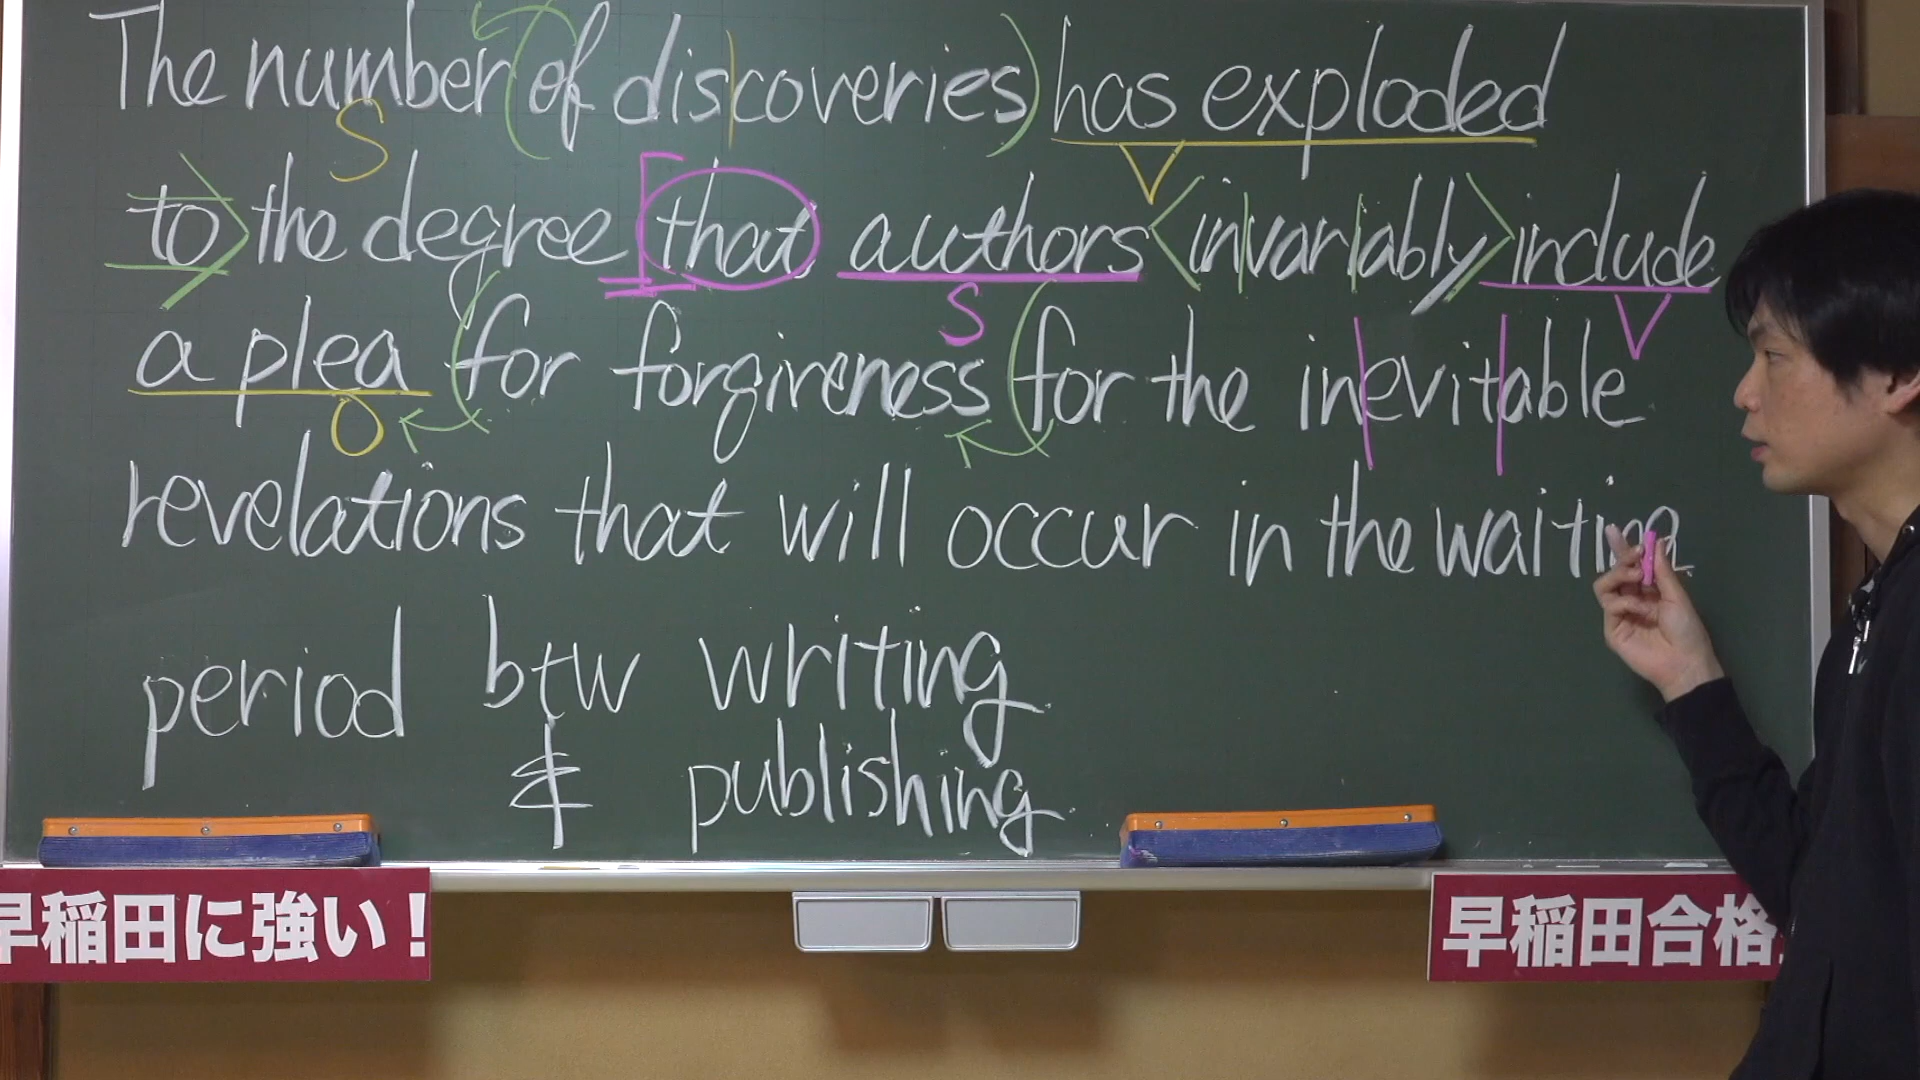 The number of discoveries has exploded
S
V
to the degree that authors invariably include
S
V
a plea for forgiveness for the inevitable
O
revelations that will occur in the waiting
period btw writing
& publishing
早稲田に強い!
早稲田合格